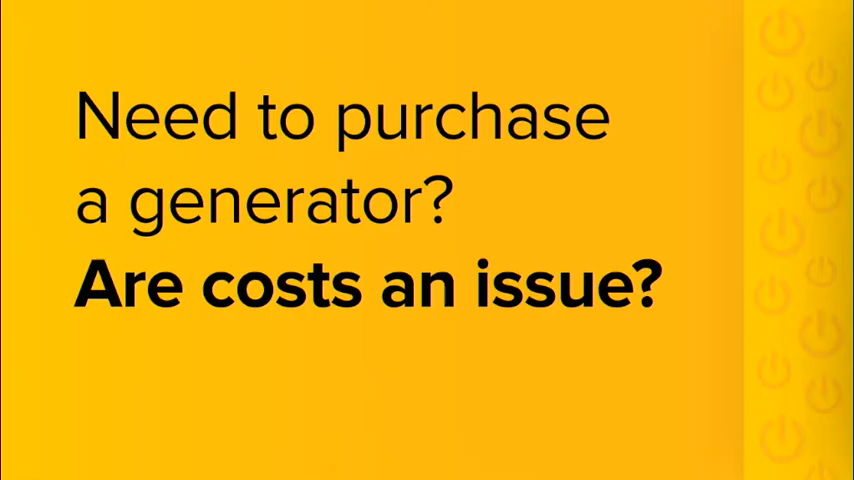 Need to purchase
a generator?
Are costs an issue?